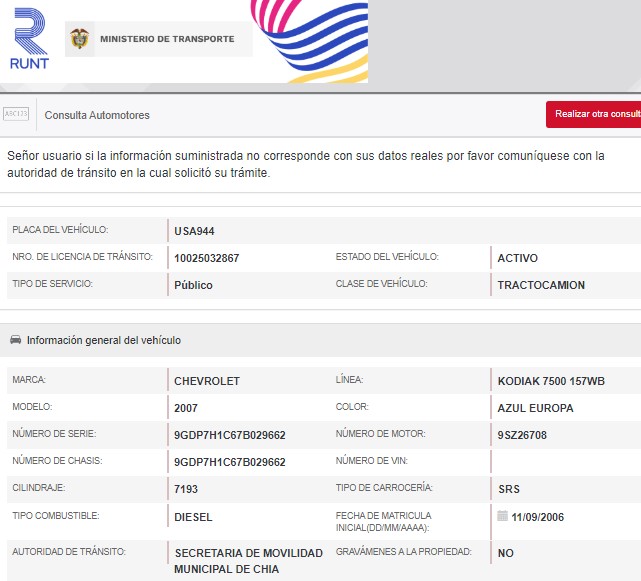 RUNT
MINISTERIO DE TRANSPORTE
ABC123
Consulta Automotores
Realizar otra consult
Señor usuario si la información suministrada no corresponde con sus datos reales por favor comuníquese con la
autoridad de tránsito en la cual solicitó su trámite.
PLACA DEL VEHÍCULO: USA944
NRO. DE LICENCIA DE TRÁNSITO: 10025032867 ESTADO DEL VEHÍCULO: ACTIVO
TIPO DE SERVICIO: Público CLASE DE VEHÍCULO: TRACTOCAMION
Información general del vehículo
MARCA: CHEVROLET LÍNEA: KODIAK 7500 157WB
MODELO: 2007 COLOR: AZUL EUROPA
NÚMERO DE SERIE: 9GDP7H1C67B029662 NÚMERO DE MOTOR: 9SZ26708
NÚMERO DE CHASIS: 9GDP7H1C67B029662 NÚMERO DE VIN:
CILINDRAJE: 7193 TIPO DE CARROCERÍA: SRS
TIPO COMBUSTIBLE: DIESEL FECHA DE MATRICULA
INICIAL(DD/MM/AAAA): 11/09/2006
AUTORIDAD DE TRÁNSITO: SECRETARIA DE MOVILIDAD GRAVÁMENES A LA PROPIEDAD: NO
MUNICIPAL DE CHIA